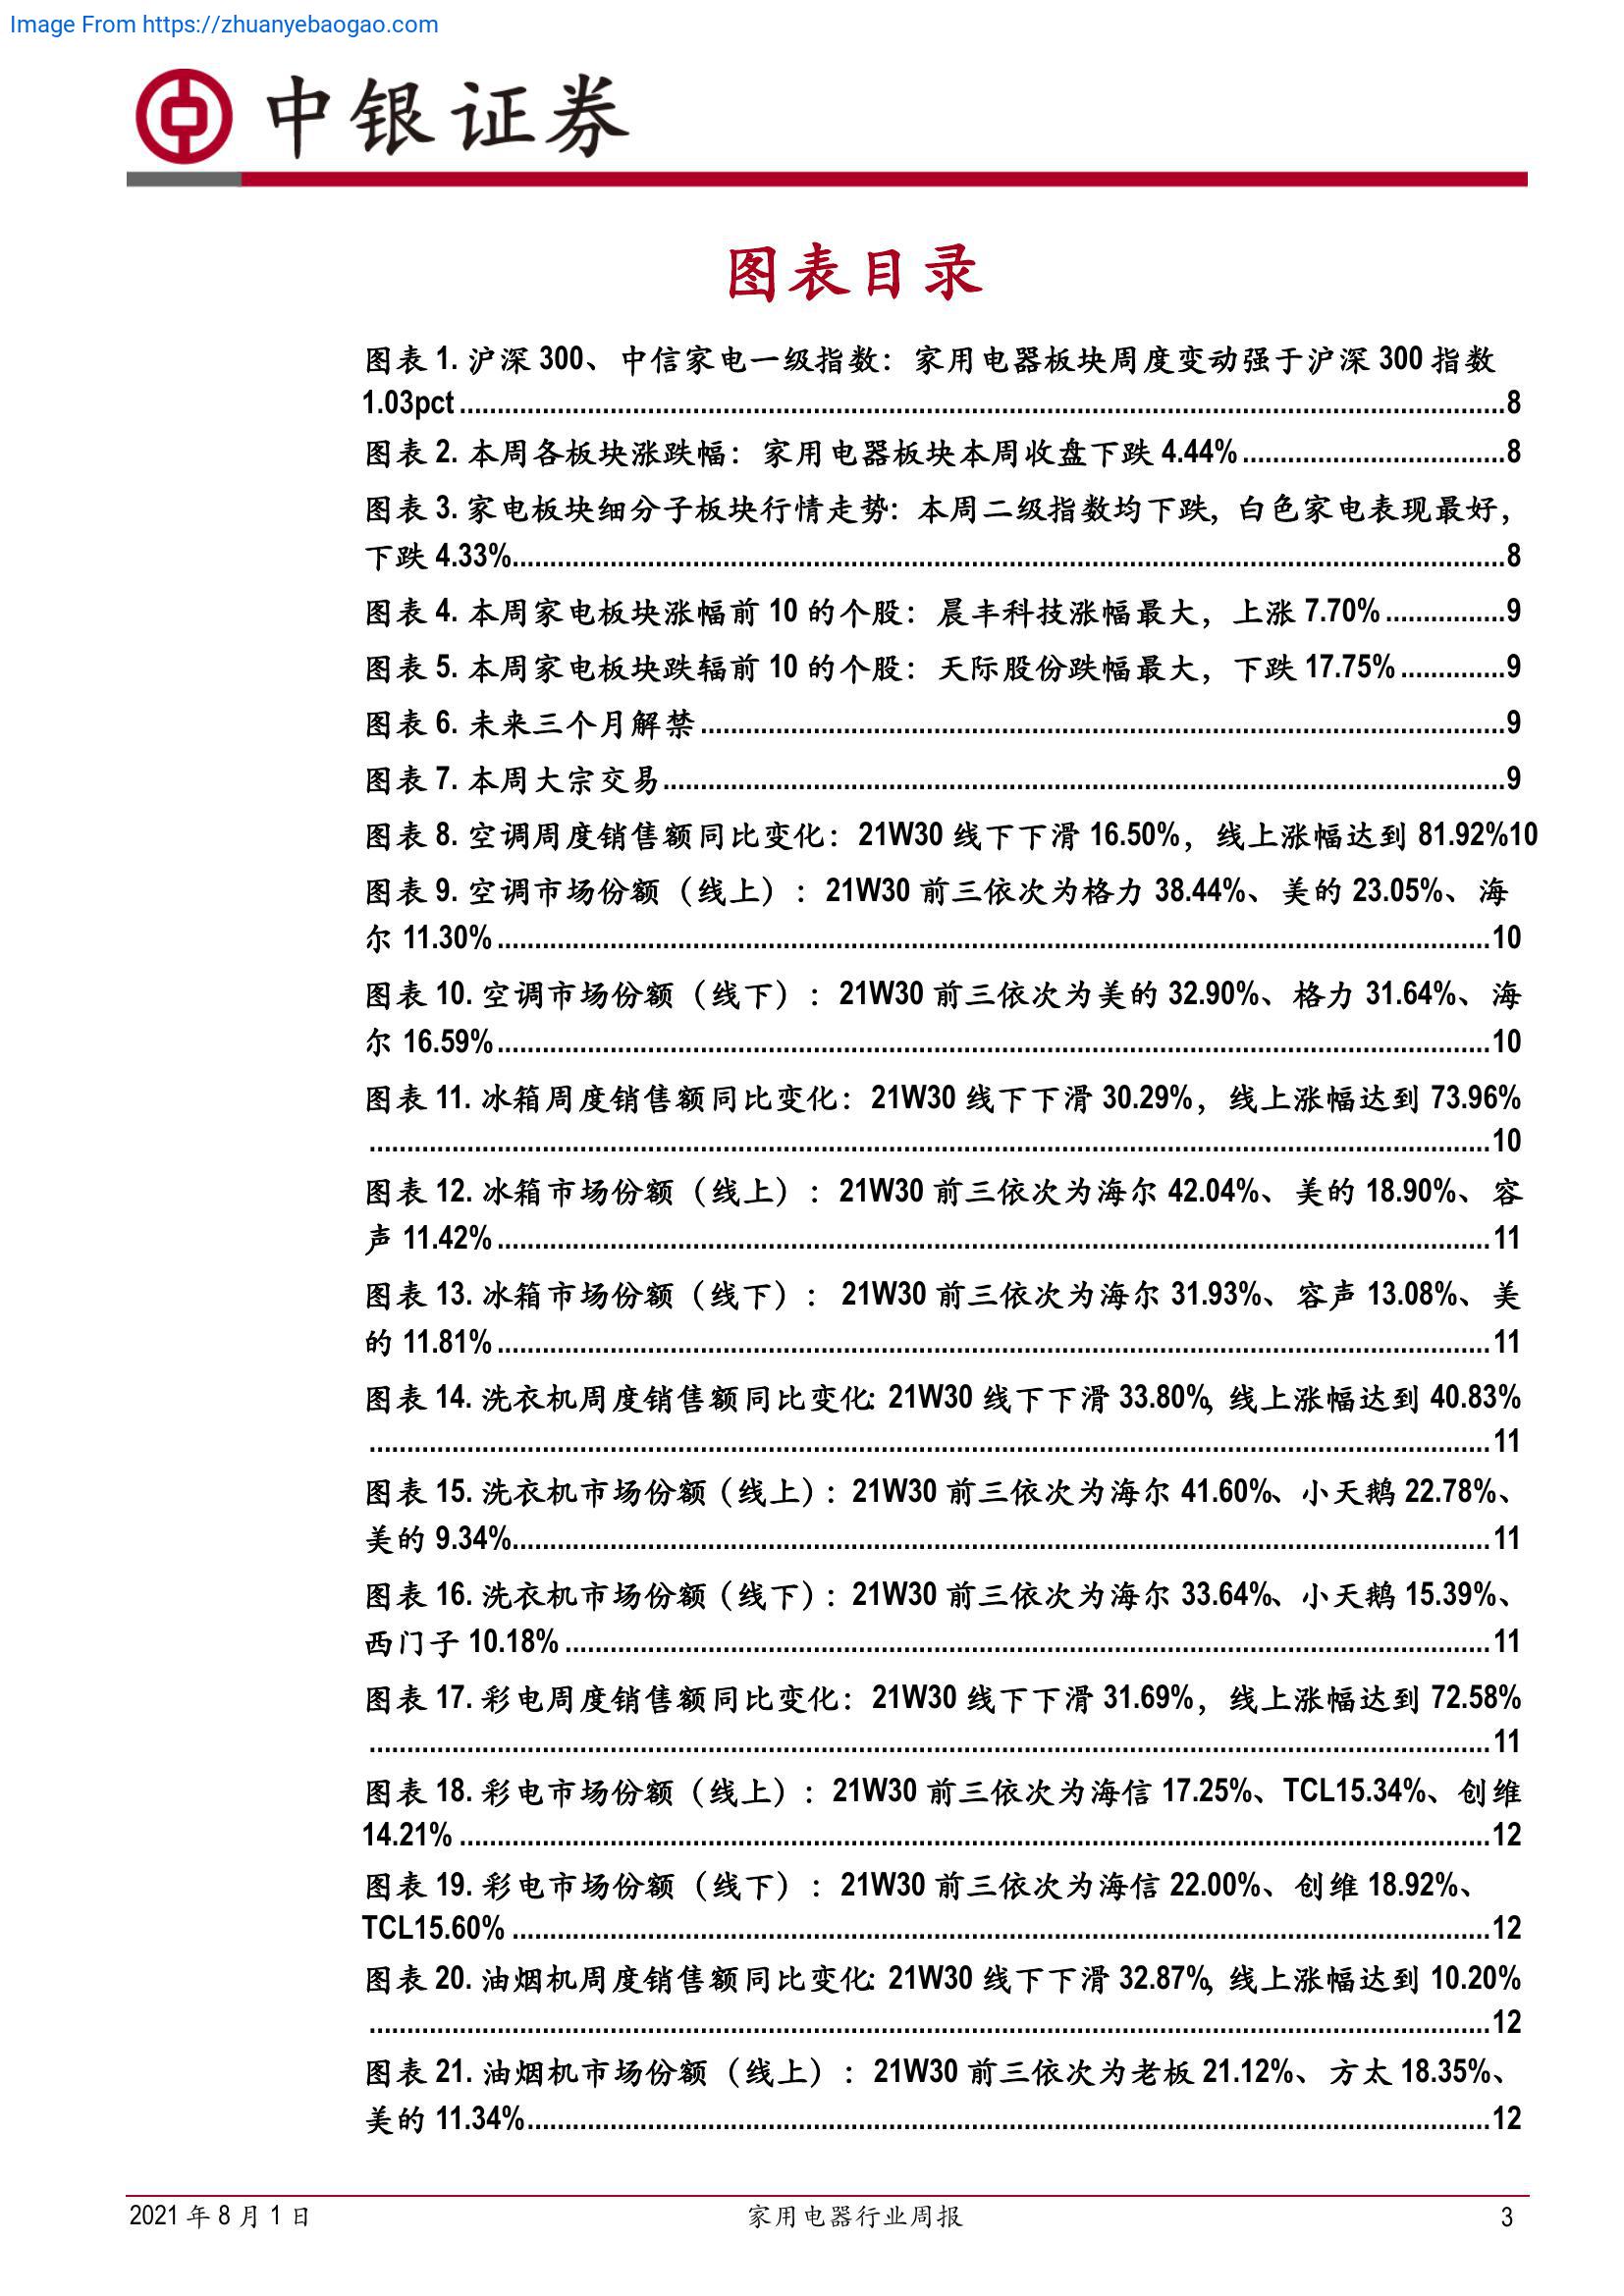 Image From https://zhuanyebaogao.com
中银证券
图表目录
图表 1. 沪深 300、中信家电一级指数：家用电器板块周度变动强于沪深 300 指数
1.03pct........8
图表 2. 本周各板块涨跌幅：家用电器板块本周收盘下跌 4.44%........8
图表 3. 家电板块细分子板块行情走势：本周二级指数均下跌，白色家电表现最好，
下跌 4.33%........8
图表 4. 本周家电板块涨幅前 10 的个股：晨丰科技涨幅最大，上涨 7.70%........9
图表 5. 本周家电板块跌辐前 10 的个股：天际股份跌幅最大，下跌 17.75%........9
图表 6. 未来三个月解禁........9
图表 7. 本周大宗交易........9
图表 8. 空调周度销售额同比变化：21W30 线下下滑 16.50%，线上涨幅达到 81.92%10
图表 9. 空调市场份额（线上）：21W30 前三依次为格力 38.44%、美的 23.05%、海
尔 11.30%........10
图表 10. 空调市场份额（线下）：21W30 前三依次为美的 32.90%、格力 31.64%、海
尔 16.59%........10
图表 11. 冰箱周度销售额同比变化：21W30 线下下滑 30.29%，线上涨幅达到 73.96%
........10
图表 12. 冰箱市场份额（线上）：21W30 前三依次为海尔 42.04%、美的 18.90%、容
声 11.42%........11
图表 13. 冰箱市场份额（线下）： 21W30 前三依次为海尔 31.93%、容声 13.08%、美
的 11.81%........11
图表 14. 洗衣机周度销售额同比变化：21W30 线下下滑 33.80%，线上涨幅达到 40.83%
........11
图表 15. 洗衣机市场份额（线上）：21W30 前三依次为海尔 41.60%、小天鹅 22.78%、
美的 9.34%........11
图表 16. 洗衣机市场份额（线下）：21W30 前三依次为海尔 33.64%、小天鹅 15.39%、
西门子 10.18%........11
图表 17. 彩电周度销售额同比变化：21W30 线下下滑 31.69%，线上涨幅达到 72.58%
........11
图表 18. 彩电市场份额（线上）：21W30 前三依次为海信 17.25%、TCL15.34%、创维
14.21%........12
图表 19. 彩电市场份额（线下）：21W30 前三依次为海信 22.00%、创维 18.92%、
TCL15.60%........12
图表 20. 油烟机周度销售额同比变化：21W30 线下下滑 32.87%，线上涨幅达到 10.20%
........12
图表 21. 油烟机市场份额（线上）：21W30 前三依次为老板 21.12%、方太 18.35%、
美的 11.34%........12
2021 年 8 月 1 日
家用电器行业周报
3